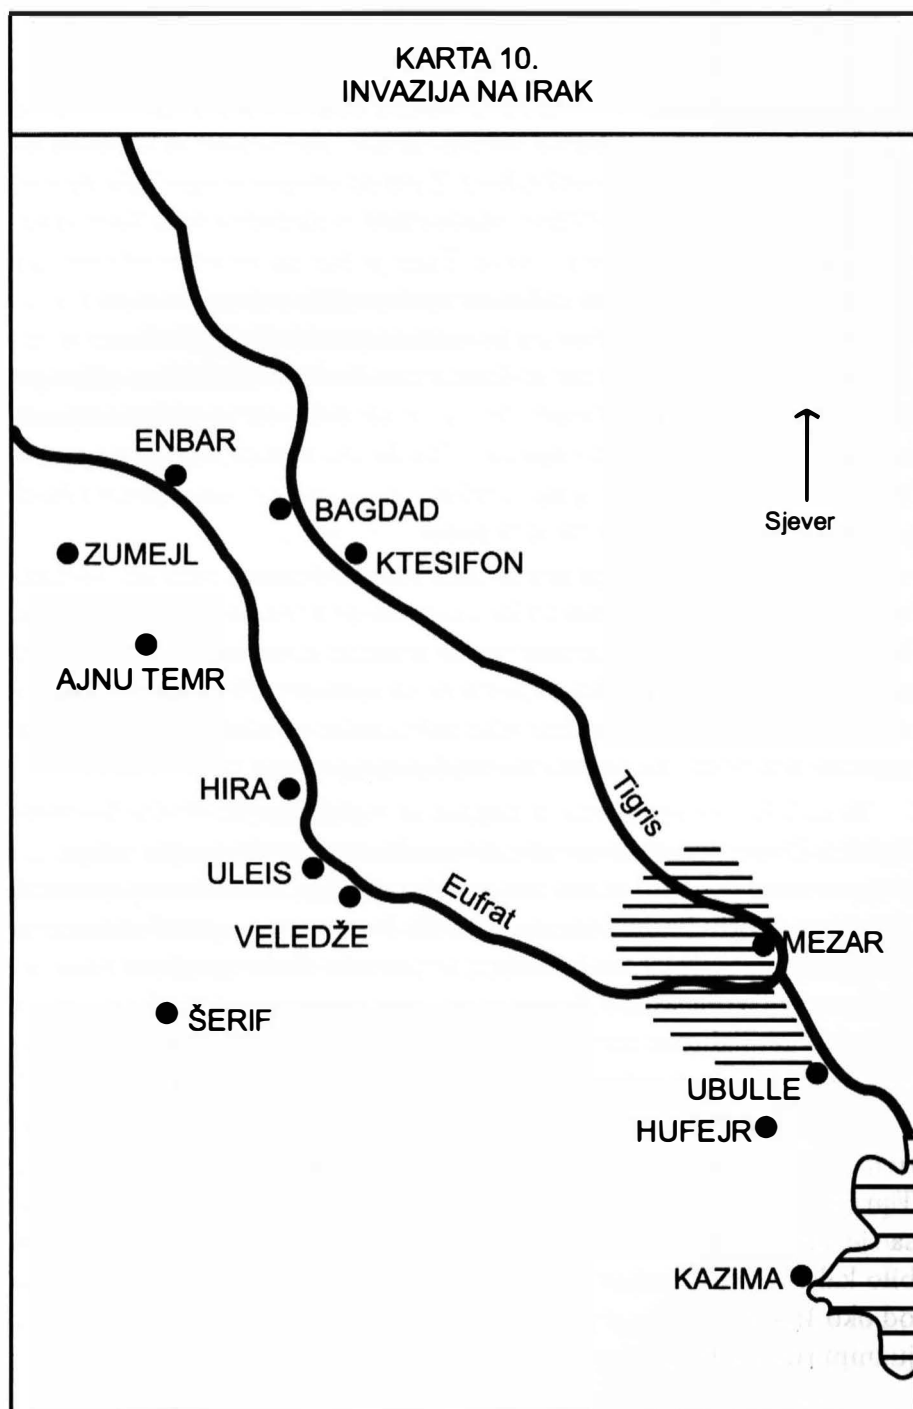 KARTA 10.
INVAZIJA NA IRAK
ENBAR
BAGDAD
Sjever
ZUMEJL
KTESIFON
AJNU TEMR
HIRA
Tigris
ULEIS
Eufrat
VELEDŽE
MEZAR
ŠERIF
UBULLE
HUFEJR
KAZIMA